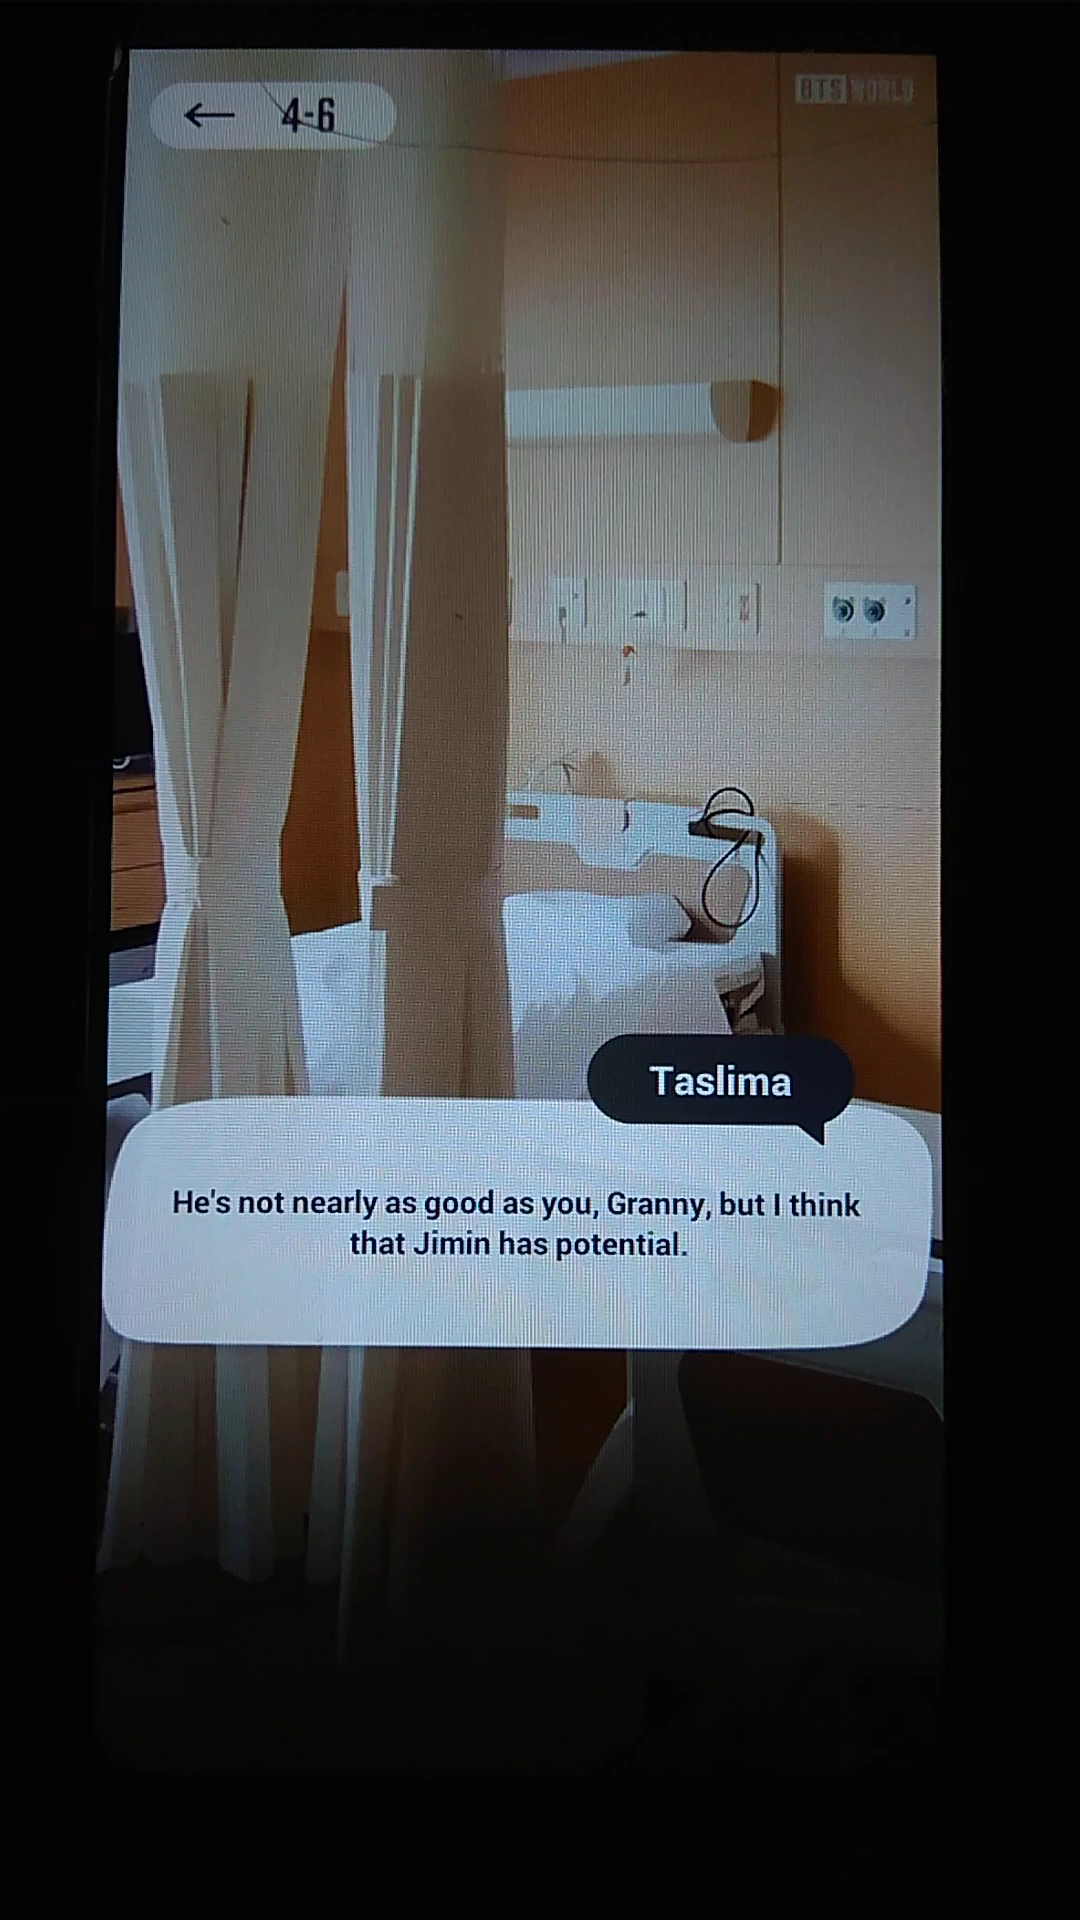 ← 4-6
BTS WORLD
Taslima
He's not nearly as good as you, Granny, but I think
that Jimin has potential.